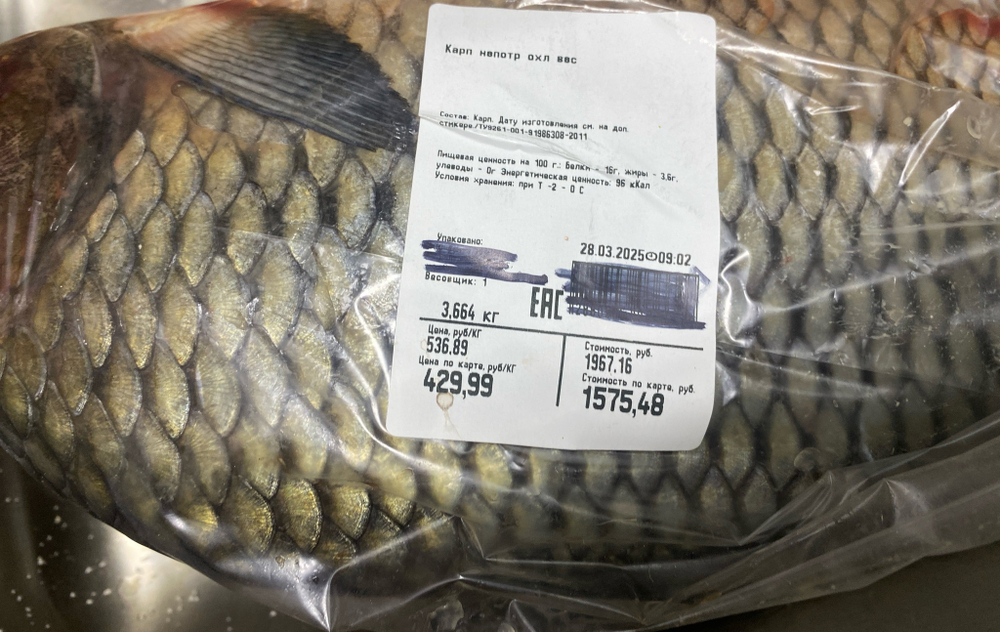 Карп непотр охл вес
Состав: Карп. Дату изготовления см. на доп.
стикере/ТУ9261-001-91986308-2011
Пищевая ценность на 100 г.: Белки - 16г, жиры - 3,6г,
улеводы - 0г Энергетическая ценность: 96 кКал
Условия хранения: при Т -2 - 0 С
Упаковано:
28.03.2025 09:02
Весовщик: 1
EAC
3,664 кг
Цена, руб/КГ
536.89
Цена по карте, руб/КГ
429,99
Стоимость, руб.
1967.16
Стоимость по карте, руб.
1575,48